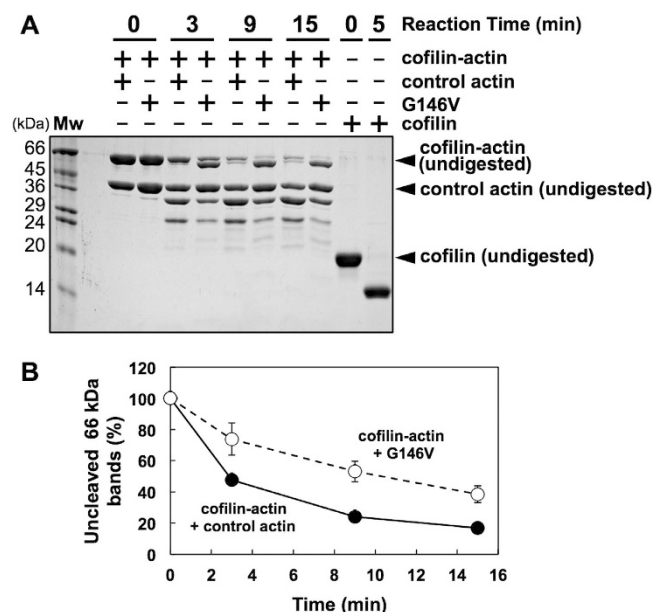 A
0 3 9 15 0 5 Reaction Time (min)
+ + + + + + + + − − cofilin-actin
+ − + − + − + − − − control actin
− + − + − + − + − − G146V
− − − − − − − − + + cofilin
(kDa) Mw
66
45
36
29
24
20
14
cofilin-actin
(undigested)
control actin (undigested)
cofilin (undigested)
B
Uncleaved 66 kDa
bands (%)
120
100
80
60
40
20
0
cofilin-actin
+ G146V
cofilin-actin
+ control actin
0 2 4 6 8 10 12 14 16
Time (min)